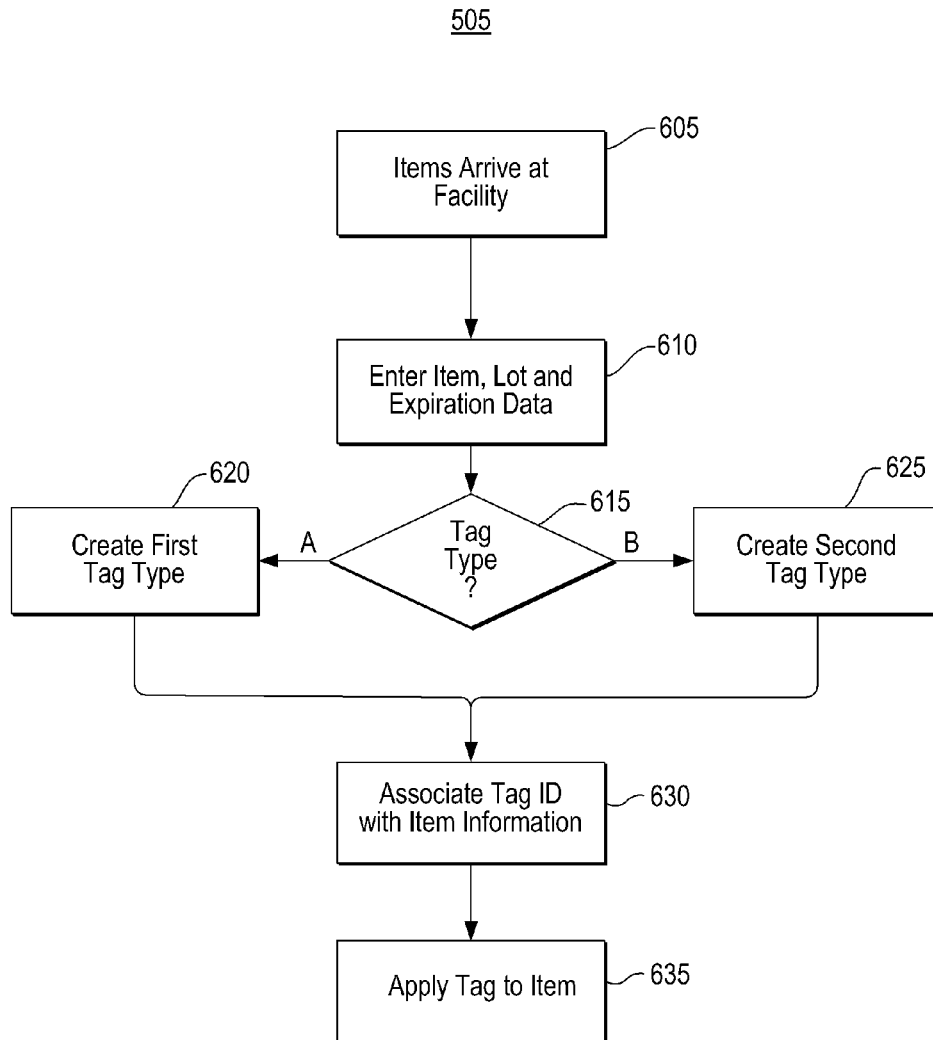 505
605
Items Arrive at
Facility
610
Enter Item, Lot and
Expiration Data
620
625
615
Create First
Tag Type
A
Tag
Type
?
B
Create Second
Tag Type
Associate Tag ID
with Item Information
630
Apply Tag to Item
635